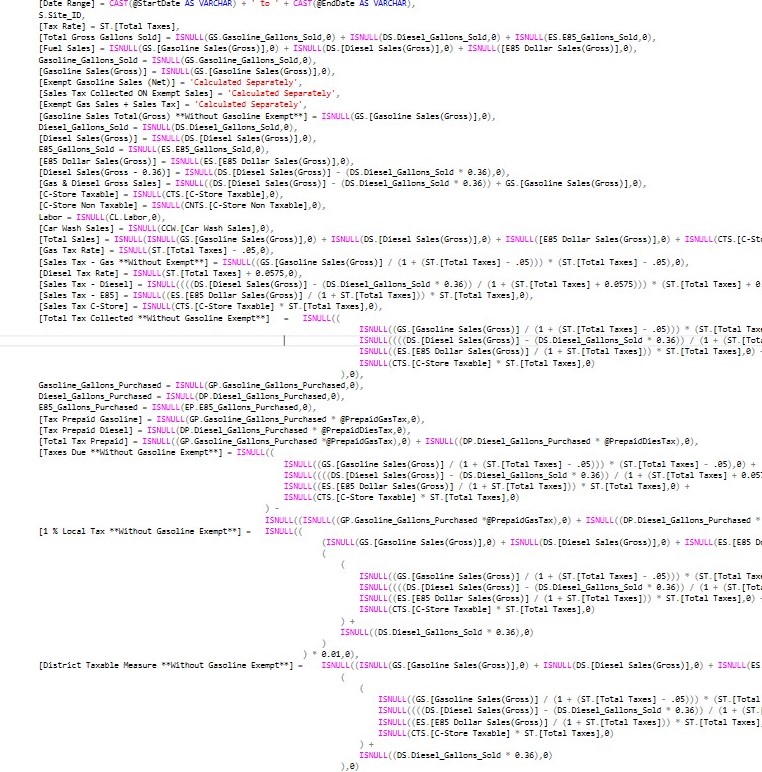 [Date Range] = CAST(@StartDate AS VARCHAR) + ' to ' + CAST(@EndDate AS VARCHAR),
S.Site_ID,
[Tax Rate] = ST.[Total Taxes],
[Total Gross Gallons Sold] = ISNULL(GS.Gasoline_Gallons_Sold,0) + ISNULL(DS.Diesel_Gallons_Sold,0) + ISNULL(ES.E85_Gallons_Sold,0),
[Fuel Sales] = ISNULL(GS.[Gasoline Sales(Gross)],0) + ISNULL(DS.[Diesel Sales(Gross)],0) + ISNULL([E85 Dollar Sales(Gross)],0),
Gasoline_Gallons_Sold = ISNULL(GS.Gasoline_Gallons_Sold,0),
[Gasoline Sales(Gross)] = ISNULL(GS.[Gasoline Sales(Gross)],0),
[Exempt Gasoline Sales (Net)] = 'Calculated Separately',
[Sales Tax Collected ON Exempt Sales] = 'Calculated Separately',
[Exempt Gas Sales + Sales Tax] = 'Calculated Separately',
[Gasoline Sales Total(Gross) **Without Gasoline Exempt**] = ISNULL(GS.[Gasoline Sales(Gross)],0),
Diesel_Gallons_Sold = ISNULL(DS.Diesel_Gallons_Sold,0),
[Diesel Sales(Gross)] = ISNULL(DS.[Diesel Sales(Gross)],0),
E85_Gallons_Sold = ISNULL(ES.E85_Gallons_Sold,0),
[E85 Dollar Sales(Gross)] = ISNULL(ES.[E85 Dollar Sales(Gross)],0),
[Diesel Sales(Gross - 0.36)] = ISNULL(DS.[Diesel Sales(Gross)] - (DS.Diesel_Gallons_Sold * 0.36),0),
[Gas & Diesel Gross Sales] = ISNULL((DS.[Diesel Sales(Gross)] - (DS.Diesel_Gallons_Sold * 0.36)) + GS.[Gasoline Sales(Gross)],0),
[C-Store Taxable] = ISNULL(CTS.[C-Store Taxable],0),
[C-Store Non Taxable] = ISNULL(CNTS.[C-Store Non Taxable],0),
Labor = ISNULL(CL.Labor,0),
[Car Wash Sales] = ISNULL(CCW.[Car Wash Sales],0),
[Total Sales] = ISNULL(ISNULL(GS.[Gasoline Sales(Gross)],0) + ISNULL(DS.[Diesel Sales(Gross)],0) + ISNULL([E85 Dollar Sales(Gross)],0) + ISNULL(CTS.[C-Sto
[Gas Tax Rate] = ISNULL(ST.[Total Taxes] - .05,0),
[Sales Tax - Gas **Without Exempt**] = ISNULL((GS.[Gasoline Sales(Gross)] / (1 + (ST.[Total Taxes] - .05))) * (ST.[Total Taxes] - .05),0),
[Diesel Tax Rate] = ISNULL(ST.[Total Taxes] + 0.0575,0),
[Sales Tax - Diesel] = ISNULL((((DS.[Diesel Sales(Gross)] - (DS.Diesel_Gallons_Sold * 0.36)) / (1 + (ST.[Total Taxes] + 0.0575))) * (ST.[Total Taxes] + 0
[Sales Tax - E85] = ISNULL((ES.[E85 Dollar Sales(Gross)] / (1 + ST.[Total Taxes])) * ST.[Total Taxes],0),
[Sales Tax C-Store] = ISNULL(CTS.[C-Store Taxable] * ST.[Total Taxes],0),
[Total Tax Collected **Without Gasoline Exempt**] = ISNULL((
ISNULL((GS.[Gasoline Sales(Gross)] / (1 + (ST.[Total Taxes] - .05))) * (ST.[Total Taxe
ISNULL((((DS.[Diesel Sales(Gross)] - (DS.Diesel_Gallons_Sold * 0.36)) / (1 + (ST.[Tota
ISNULL((ES.[E85 Dollar Sales(Gross)] / (1 + ST.[Total Taxes])) * ST.[Total Taxes],0) +
ISNULL(CTS.[C-Store Taxable] * ST.[Total Taxes],0)
),0),
Gasoline_Gallons_Purchased = ISNULL(GP.Gasoline_Gallons_Purchased,0),
Diesel_Gallons_Purchased = ISNULL(DP.Diesel_Gallons_Purchased,0),
E85_Gallons_Purchased = ISNULL(EP.E85_Gallons_Purchased,0),
[Tax Prepaid Gasoline] = ISNULL(GP.Gasoline_Gallons_Purchased * @PrepaidGasTax,0),
[Tax Prepaid Diesel] = ISNULL(DP.Diesel_Gallons_Purchased * @PrepaidDiesTax,0),
[Total Tax Prepaid] = ISNULL((GP.Gasoline_Gallons_Purchased *@PrepaidGasTax),0) + ISNULL((DP.Diesel_Gallons_Purchased * @PrepaidDiesTax),0),
[Taxes Due **Without Gasoline Exempt**] = ISNULL((
ISNULL((GS.[Gasoline Sales(Gross)] / (1 + (ST.[Total Taxes] - .05))) * (ST.[Total Taxes] - .05),0) +
ISNULL((((DS.[Diesel Sales(Gross)] - (DS.Diesel_Gallons_Sold * 0.36)) / (1 + (ST.[Total Taxes] + 0.057
ISNULL((ES.[E85 Dollar Sales(Gross)] / (1 + ST.[Total Taxes])) * ST.[Total Taxes],0) +
ISNULL(CTS.[C-Store Taxable] * ST.[Total Taxes],0)
) -
ISNULL((ISNULL((GP.Gasoline_Gallons_Purchased *@PrepaidGasTax),0) + ISNULL((DP.Diesel_Gallons_Purchased *
[1 % Local Tax **Without Gasoline Exempt**] = ISNULL((
(ISNULL(GS.[Gasoline Sales(Gross)],0) + ISNULL(DS.[Diesel Sales(Gross)],0) + ISNULL(ES.[E85 Do
(
(
ISNULL((GS.[Gasoline Sales(Gross)] / (1 + (ST.[Total Taxes] - .05))) * (ST.[Total Taxe
ISNULL((((DS.[Diesel Sales(Gross)] - (DS.Diesel_Gallons_Sold * 0.36)) / (1 + (ST.[Tota
ISNULL((ES.[E85 Dollar Sales(Gross)] / (1 + ST.[Total Taxes])) * ST.[Total Taxes],0) +
ISNULL(CTS.[C-Store Taxable] * ST.[Total Taxes],0)
) +
ISNULL((DS.Diesel_Gallons_Sold * 0.36),0)
)
) * 0.01,0),
[District Taxable Measure **Without Gasoline Exempt**] = ISNULL((ISNULL(GS.[Gasoline Sales(Gross)],0) + ISNULL(DS.[Diesel Sales(Gross)],0) + ISNULL(ES
(
(
ISNULL((GS.[Gasoline Sales(Gross)] / (1 + (ST.[Total Taxes] - .05))) * (ST.[Total
ISNULL((((DS.[Diesel Sales(Gross)] - (DS.Diesel_Gallons_Sold * 0.36)) / (1 + (ST.[
ISNULL((ES.[E85 Dollar Sales(Gross)] / (1 + ST.[Total Taxes])) * ST.[Total Taxes],
ISNULL(CTS.[C-Store Taxable] * ST.[Total Taxes],0)
) +
ISNULL((DS.Diesel_Gallons_Sold * 0.36),0)
),0)